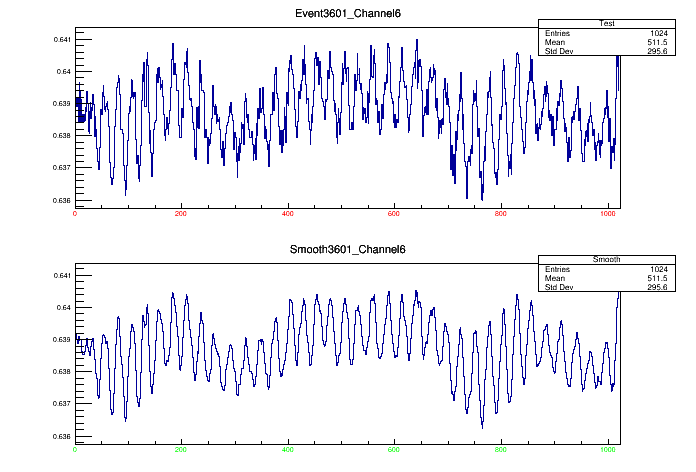 Event3601_Channel6
Test
Entries 1024
Mean 511.5
Std Dev 295.6
0.641
0.64
0.639
0.638
0.637
0.636
0 200 400 600 800 1000
Smooth3601_Channel6
Smooth
Entries 1024
Mean 511.5
Std Dev 295.6
0.641
0.64
0.639
0.638
0.637
0.636
0 200 400 600 800 1000